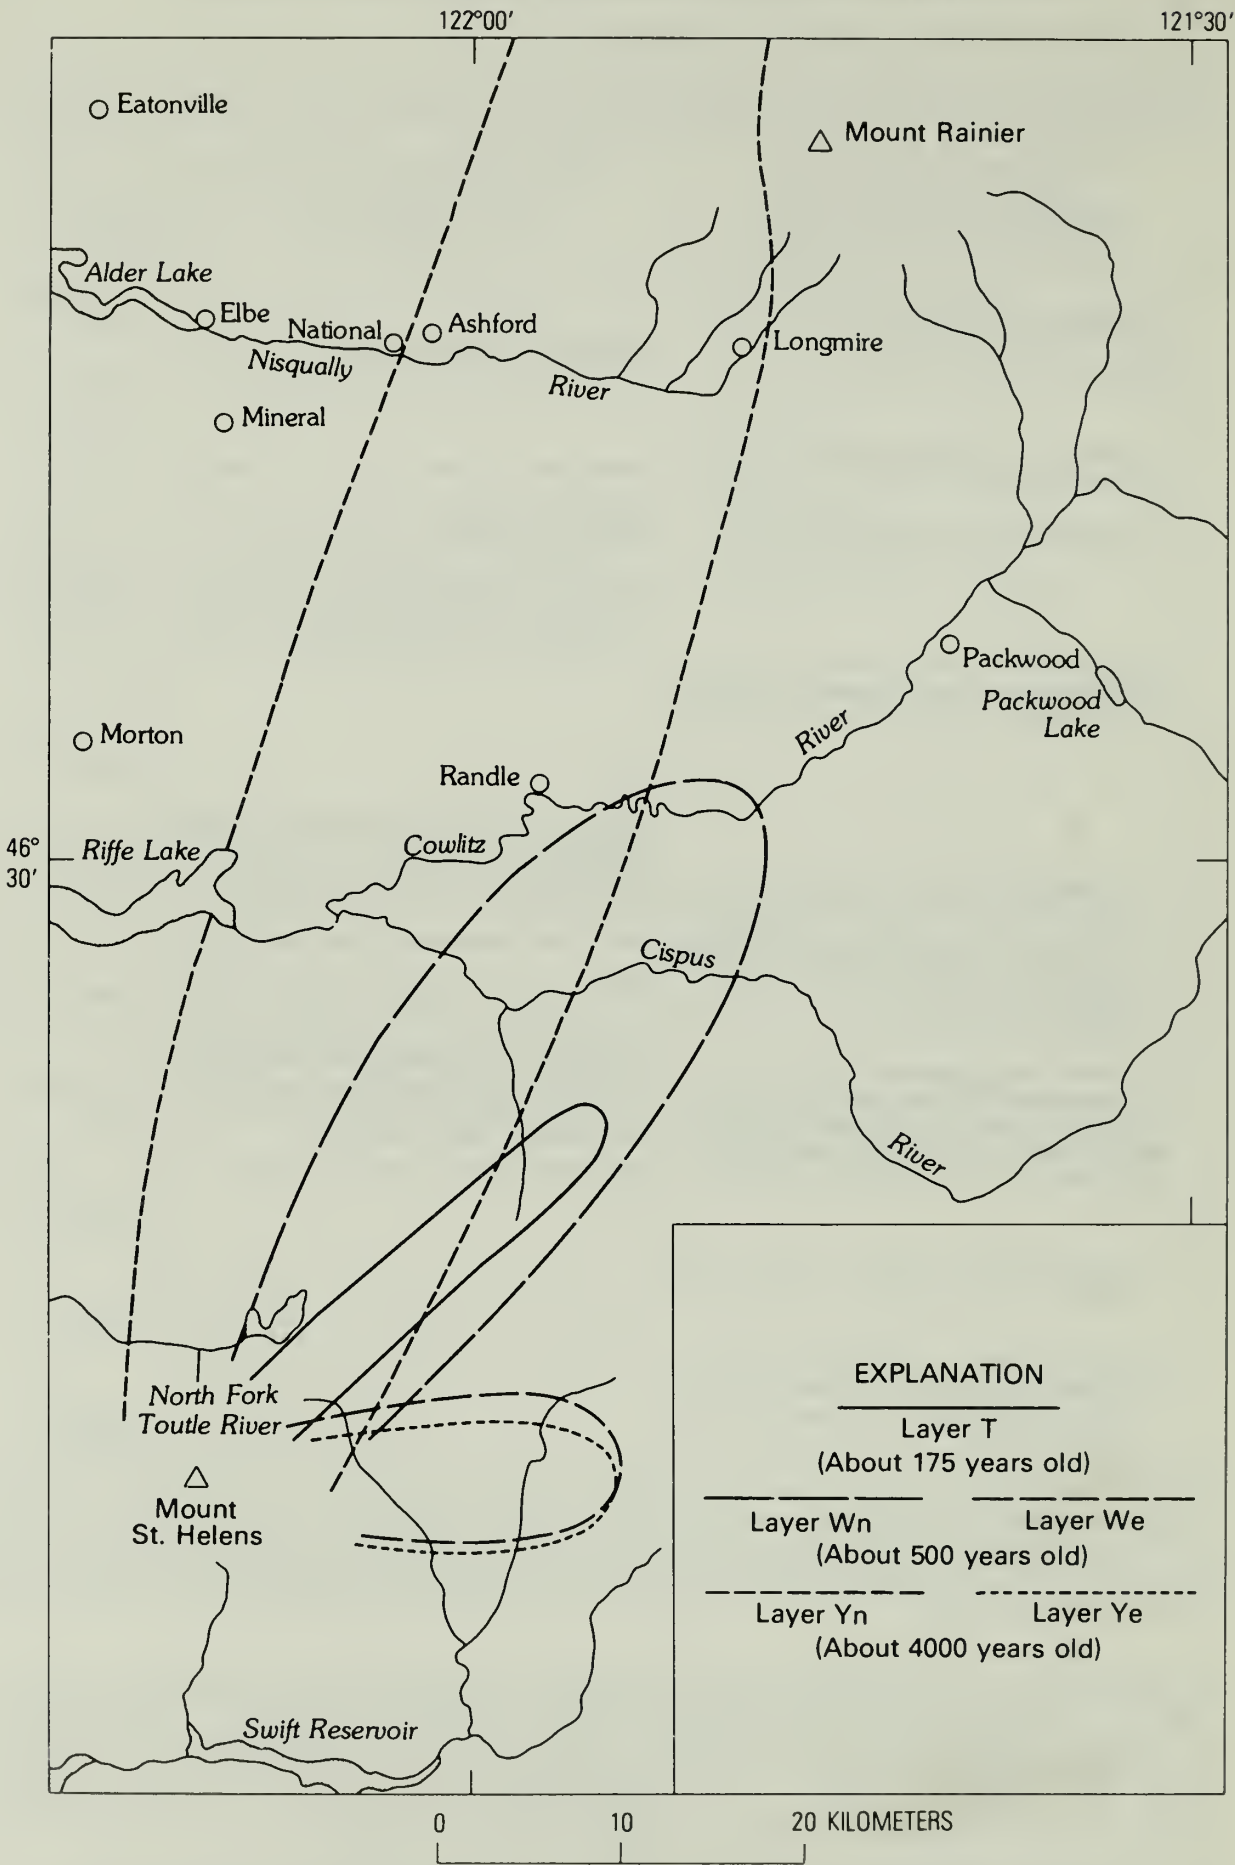 122°00′
121°30′
Eatonville
Mount Rainier
Alder Lake
Elbe
National
Ashford
Nisqually
River
Longmire
Mineral
Packwood
Packwood
Lake
Morton
River
Randle
46°
30′
Riffe Lake
Cowlitz
Cispus
River
North Fork
Toutle River
Mount
St. Helens
Swift Reservoir
EXPLANATION
Layer T
(About 175 years old)
Layer Wn
Layer We
(About 500 years old)
Layer Yn
Layer Ye
(About 4000 years old)
0
10
20 KILOMETERS